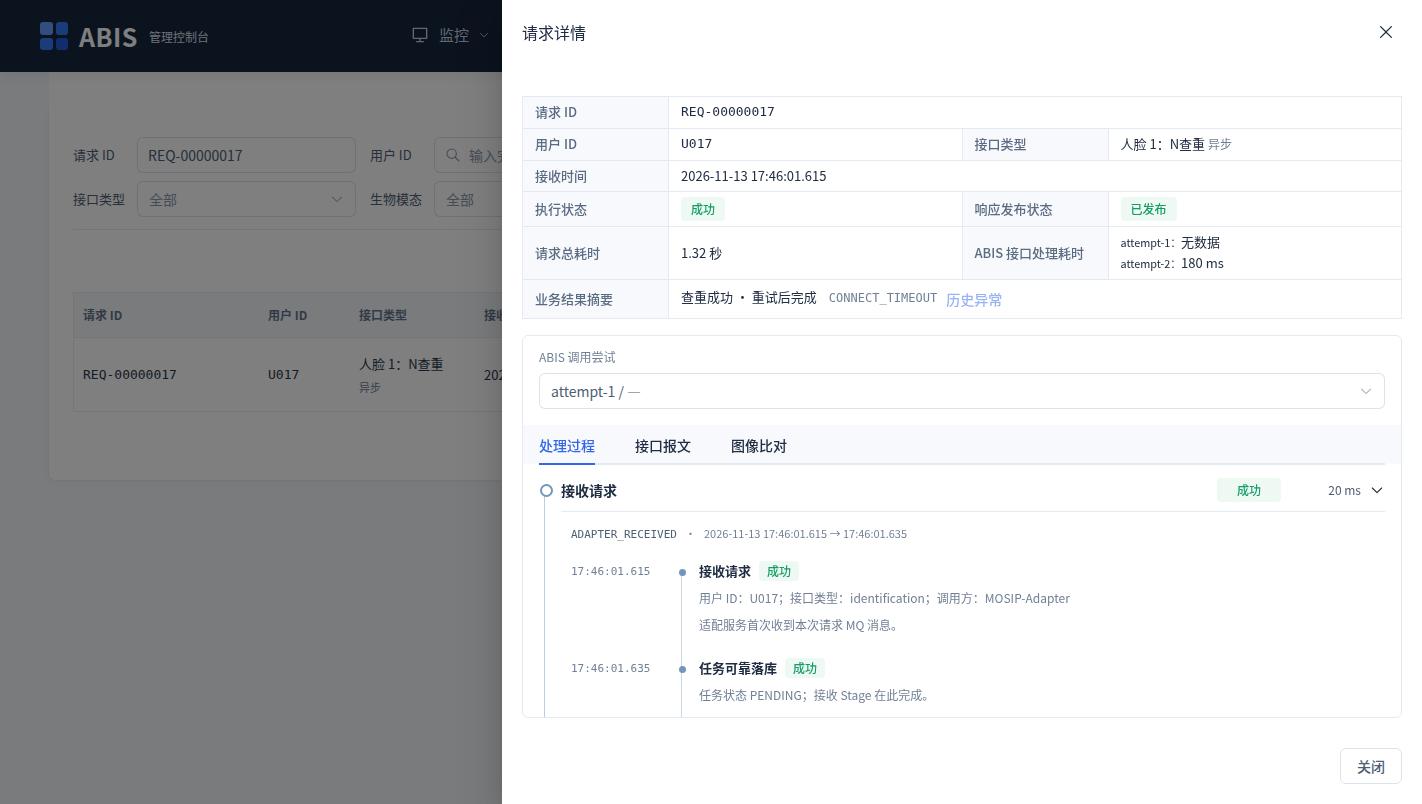 ABIS 管理控制台
监控
请求 ID
REQ-00000017
用户 ID
接口类型
全部
生物模态
全部
请求 ID
用户 ID
接口类型
REQ-00000017
U017
人脸 1：N查重
异步
请求详情
请求 ID
REQ-00000017
用户 ID
U017
接口类型
人脸 1：N查重 异步
接收时间
2026-11-13 17:46:01.615
执行状态
成功
响应发布状态
已发布
请求总耗时
1.32 秒
ABIS 接口处理耗时
attempt-1： 无数据
attempt-2： 180 ms
业务结果摘要
查重成功 · 重试后完成 CONNECT_TIMEOUT 历史异常
ABIS 调用尝试
attempt-1 / —
处理过程
接口报文
图像比对
接收请求
成功
20 ms
ADAPTER_RECEIVED · 2026-11-13 17:46:01.615 → 17:46:01.635
17:46:01.615
接收请求 成功
用户 ID：U017；接口类型：identification；调用方：MOSIP-Adapter
适配服务首次收到本次请求 MQ 消息。
17:46:01.635
任务可靠落库 成功
任务状态 PENDING；接收 Stage 在此完成。
关闭